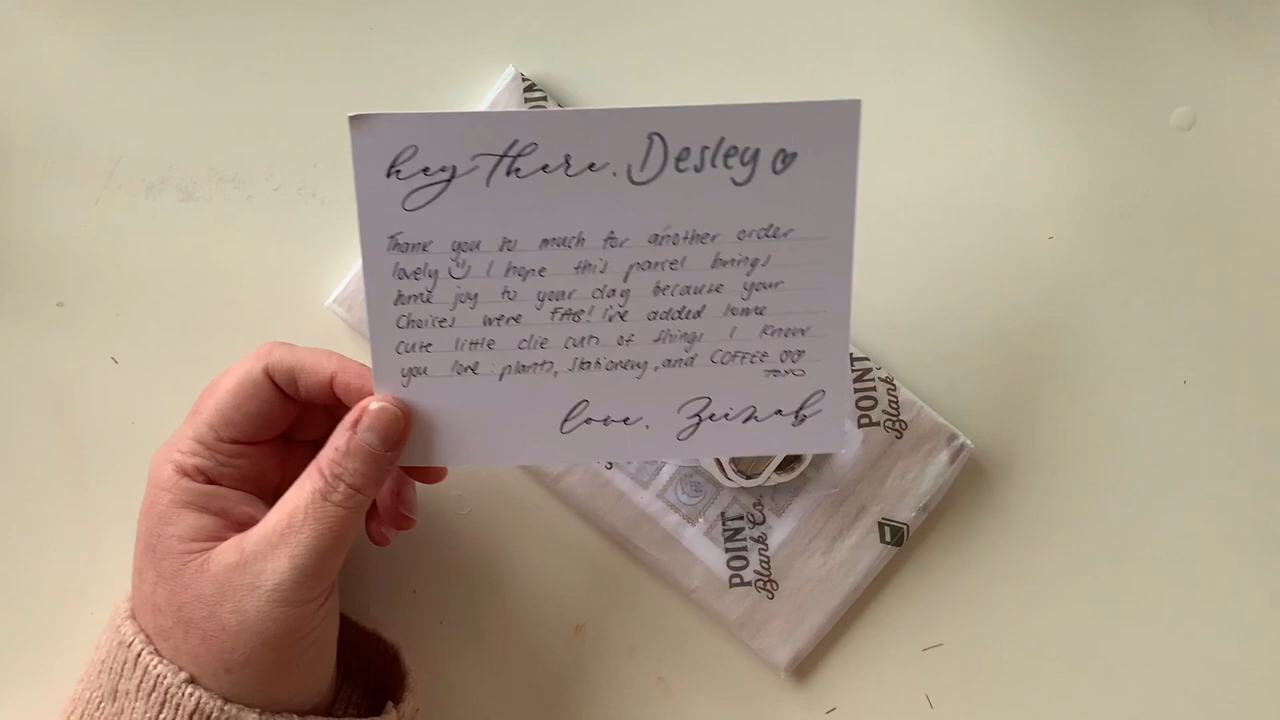 hey there, Desley ♡
Thank you so much for another order
lovely ☺ I hope this parcel brings
some joy to your day because your
choices were FAB! I've added some
cute little die cuts of things I know
you love : plants, stationery, and COFFEE ♡♡
xoxo
love, Zeinab
POINT
Blank
POINT
Blank Co.
OIN